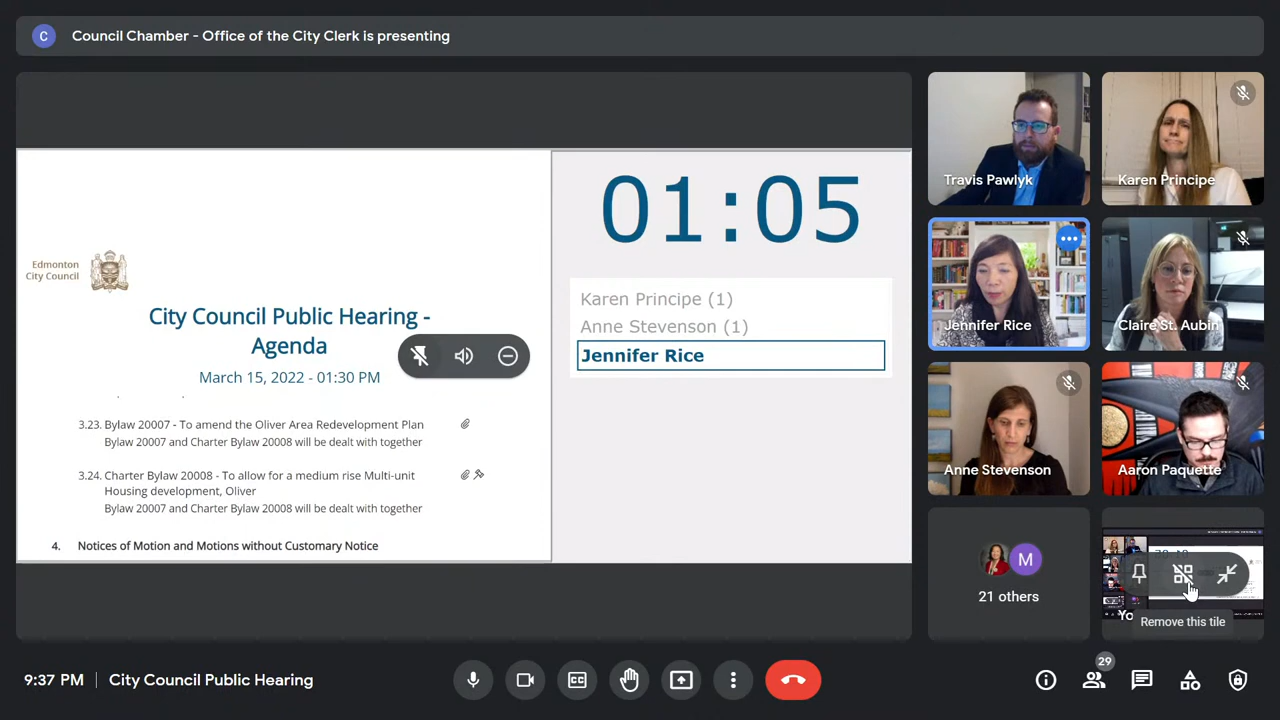 C
Council Chamber - Office of the City Clerk is presenting
Edmonton
City Council
City Council Public Hearing -
Agenda
March 15, 2022 - 01:30 PM
3.23. Bylaw 20007 - To amend the Oliver Area Redevelopment Plan
Bylaw 20007 and Charter Bylaw 20008 will be dealt with together
3.24. Charter Bylaw 20008 - To allow for a medium rise Multi-unit
Housing development, Oliver
Bylaw 20007 and Charter Bylaw 20008 will be dealt with together
4. Notices of Motion and Motions without Customary Notice
01:05
Karen Principe (1)
Anne Stevenson (1)
Jennifer Rice
Travis Pawlyk
Karen Principe
Jennifer Rice
Claire St. Aubin
Anne Stevenson
Aaron Paquette
M
21 others
Yo
Remove this tile
9:37 PM
City Council Public Hearing
29